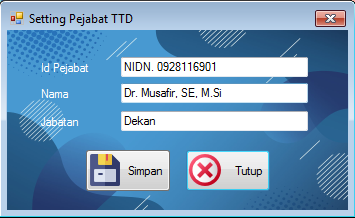 Setting Pejabat TTD
Id Pejabat NIDN. 0928116901
Nama Dr. Musafir, SE, M.Si
Jabatan Dekan
Simpan Tutup